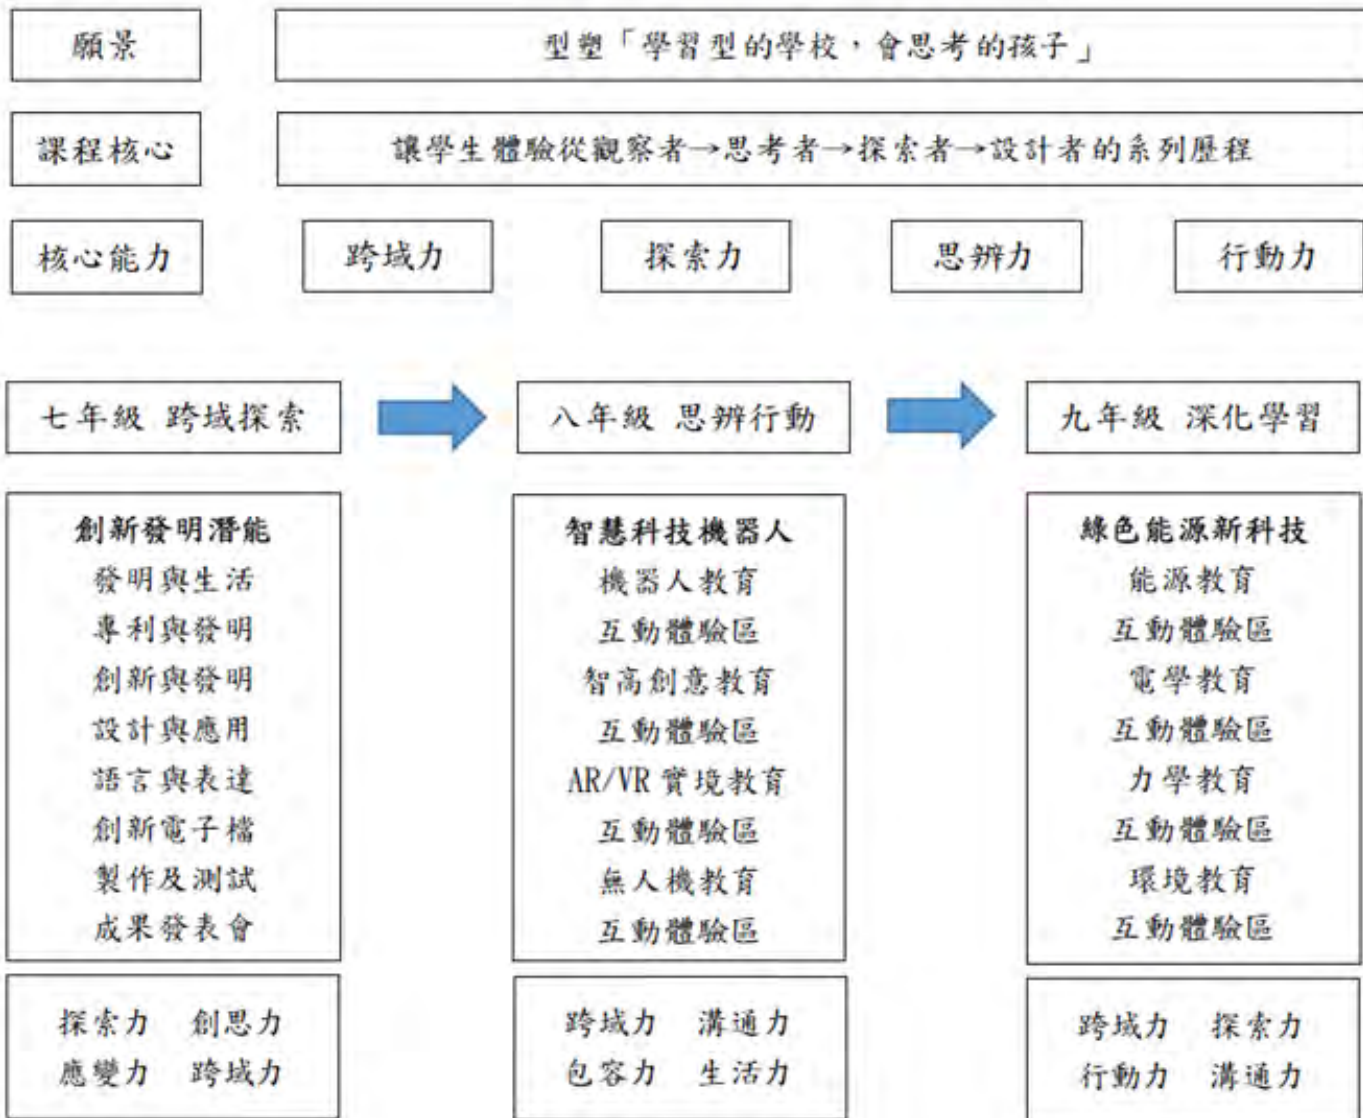 願景
型塑「學習型的學校，會思考的孩子」
課程核心
讓學生體驗從觀察者→思考者→探索者→設計者的系列歷程
核心能力
跨域力
探索力
思辨力
行動力
七年級 跨域探索
八年級 思辨行動
九年級 深化學習
創新發明潛能
發明與生活
專利與發明
創新與發明
設計與應用
語言與表達
創新電子檔
製作及測試
成果發表會
智慧科技機器人
機器人教育
互動體驗區
智高創意教育
互動體驗區
AR/VR 實境教育
互動體驗區
無人機教育
互動體驗區
綠色能源新科技
能源教育
互動體驗區
電學教育
互動體驗區
力學教育
互動體驗區
環境教育
互動體驗區
探索力 創思力
應變力 跨域力
跨域力 溝通力
包容力 生活力
跨域力 探索力
行動力 溝通力